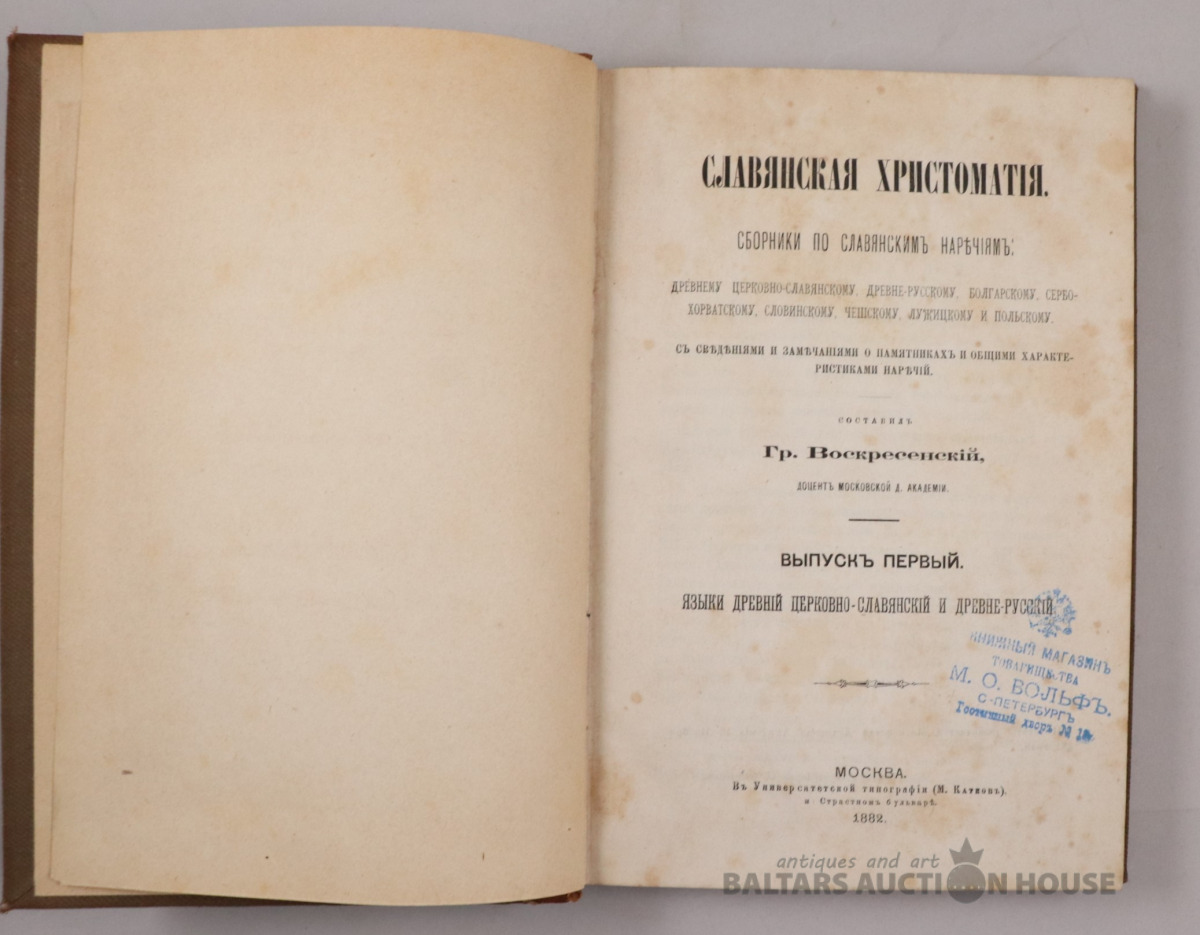 СЛАВЯНСКАЯ ХРИСТОМАТІЯ.
СБОРНИКИ ПО СЛАВЯНСКИМЪ НАРѢЧІЯМЪ:
ДРЕВНЕМУ ЦЕРКОВНО-СЛАВЯНСКОМУ, ДРЕВНЕ-РУССКОМУ, БОЛГАРСКОМУ, СЕРБО-
ХОРВАТСКОМУ, СЛОВИНСКОМУ, ЧЕШСКОМУ, ЛУЖИЦКОМУ И ПОЛЬСКОМУ.
СЪ СВѢДѢНІЯМИ И ЗАМѢЧАНІЯМИ О ПАМЯТНИКАХЪ И ОБЩИМИ ХАРАКТЕ-
РИСТИКАМИ НАРѢЧІЙ.
СОСТАВИЛЪ
Гр. Воскресенскій,
ДОЦЕНТЪ МОСКОВСКОЙ Д. АКАДЕМІИ.
ВЫПУСКЪ ПЕРВЫЙ.
ЯЗЫКИ ДРЕВНІЙ ЦЕРКОВНО-СЛАВЯНСКІЙ И ДРЕВНЕ-РУССКІЙ
КНИЖНЫЙ МАГАЗИНЪ
ТОВАРИЩЕСТВА
М. О. ВОЛЬФЪ.
С-ПЕТЕРБУРГЪ
Гостинный дворъ №
МОСКВА.
Въ Университетской типографіи (М. Катковъ).
Страстномъ бульварѣ.
1882.
antiques and art
BALTARS AUCTION HOUSE